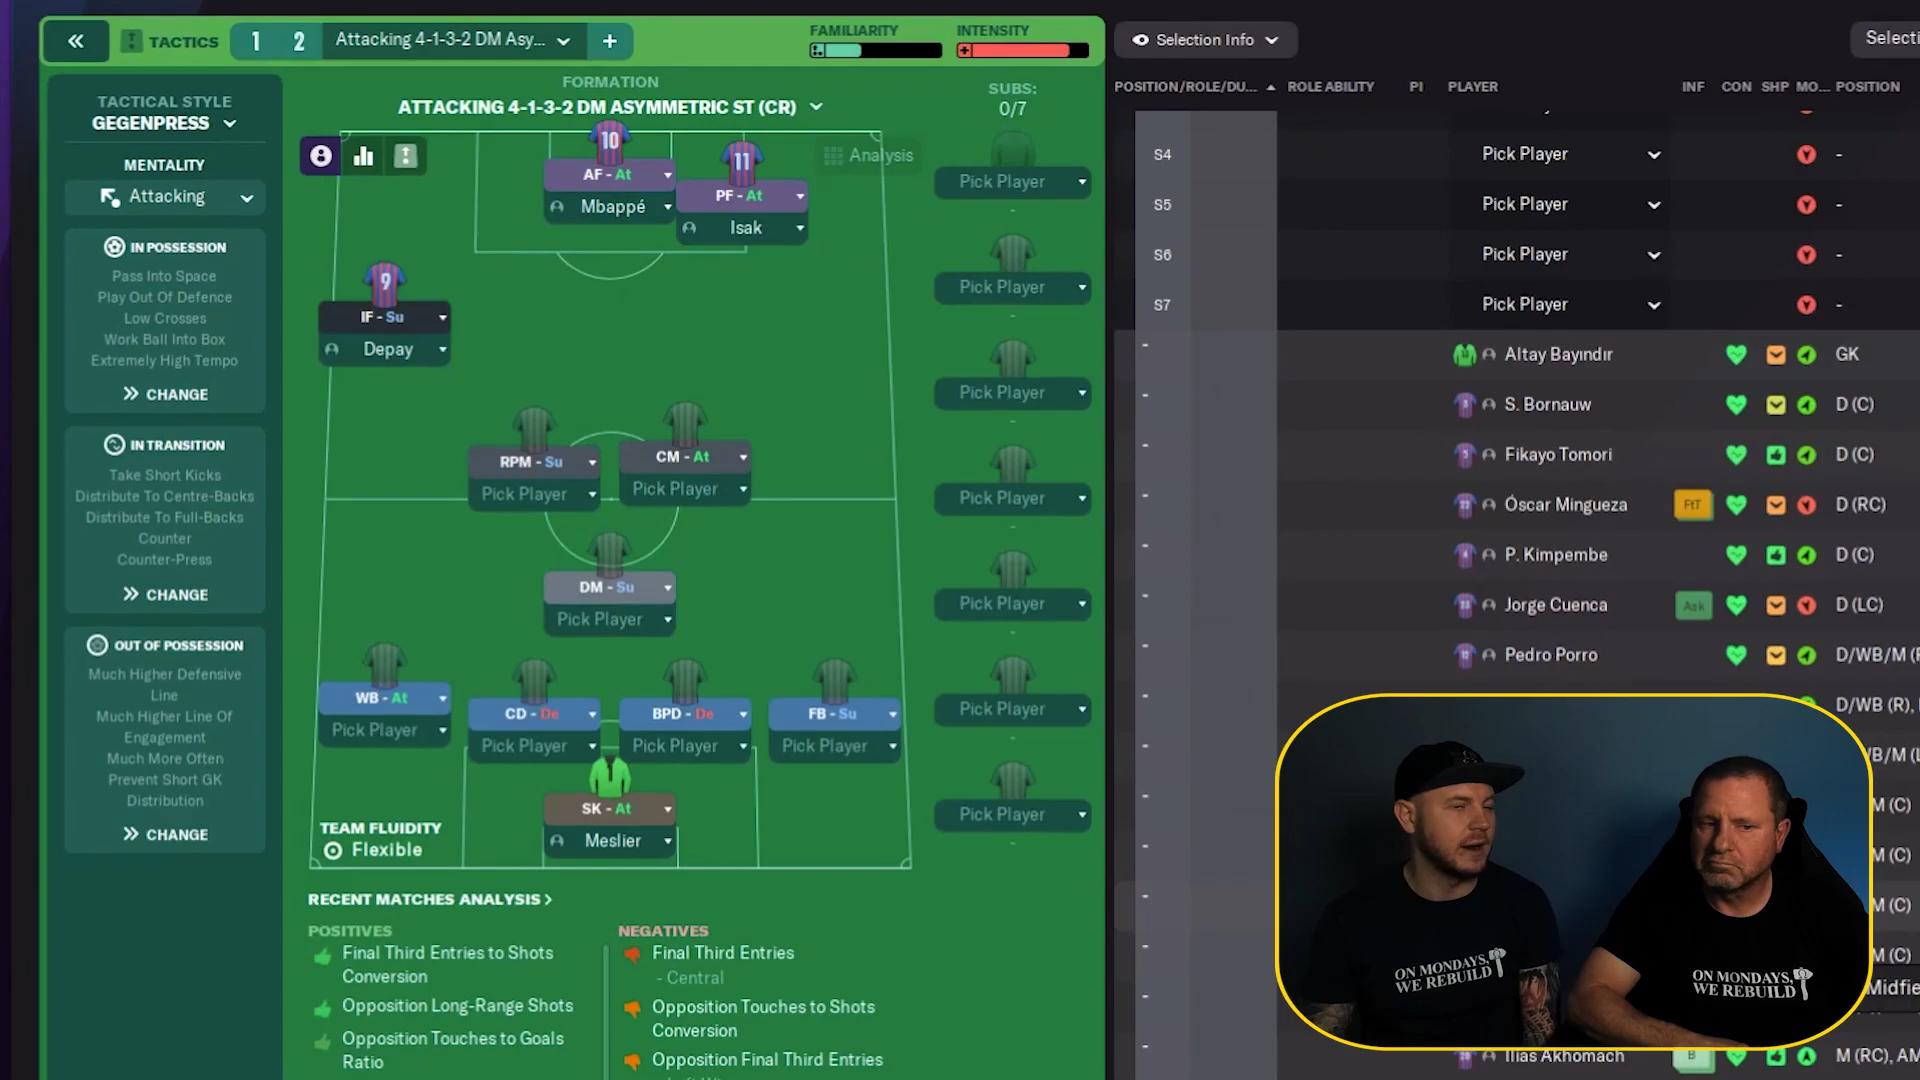 TACTICS
1 2
Attacking 4-1-3-2 DM Asy...
FAMILIARITY
INTENSITY
TACTICAL STYLE
GEGENPRESS
MENTALITY
Attacking
IN POSSESSION
Pass Into Space
Play Out Of Defence
Low Crosses
Work Ball Into Box
Extremely High Tempo
CHANGE
IN TRANSITION
Take Short Kicks
Distribute To Centre-Backs
Distribute To Full-Backs
Counter
Counter-Press
CHANGE
OUT OF POSSESSION
Much Higher Defensive
Line
Much Higher Line Of
Engagement
Much More Often
Prevent Short GK
Distribution
CHANGE
FORMATION
ATTACKING 4-1-3-2 DM ASYMMETRIC ST (CR)
Analysis
10
AF - At
Mbappé
11
PF - At
Isak
9
IF - Su
Depay
RPM - Su
Pick Player
CM - At
Pick Player
DM - Su
Pick Player
WB - At
Pick Player
CD - De
Pick Player
BPD - De
Pick Player
FB - Su
Pick Player
SK - At
Meslier
TEAM FLUIDITY
Flexible
SUBS:
0/7
Pick Player
-
Pick Player
-
Pick Player
-
Pick Player
-
Pick Player
-
Pick Player
-
Pick Player
-
RECENT MATCHES ANALYSIS
POSITIVES
Final Third Entries to Shots
Conversion
Opposition Long-Range Shots
Opposition Touches to Goals
Ratio
NEGATIVES
Final Third Entries
- Central
Opposition Touches to Shots
Conversion
Opposition Final Third Entries
Selection Info
Selecti
POSITION/ROLE/DU... ROLE ABILITY PI PLAYER INF CON SHP MO... POSITION
S4 Pick Player -
S5 Pick Player -
S6 Pick Player -
S7 Pick Player -
- Altay Bayındır GK
- S. Bornauw D (C)
- Fikayo Tomori D (C)
- Óscar Mingueza FtT D (RC)
- P. Kimpembe D (C)
- Jorge Cuenca Ask D (LC)
- Pedro Porro D/WB/M (F
D/WB (R),
/B/M (L
M (C)
M (C)
M (C)
M (C)
Midfie
Ilias Akhomach B M (RC), AM
ON MONDAYS,
WE REBUILD
ON MONDAYS,
WE REBUILD